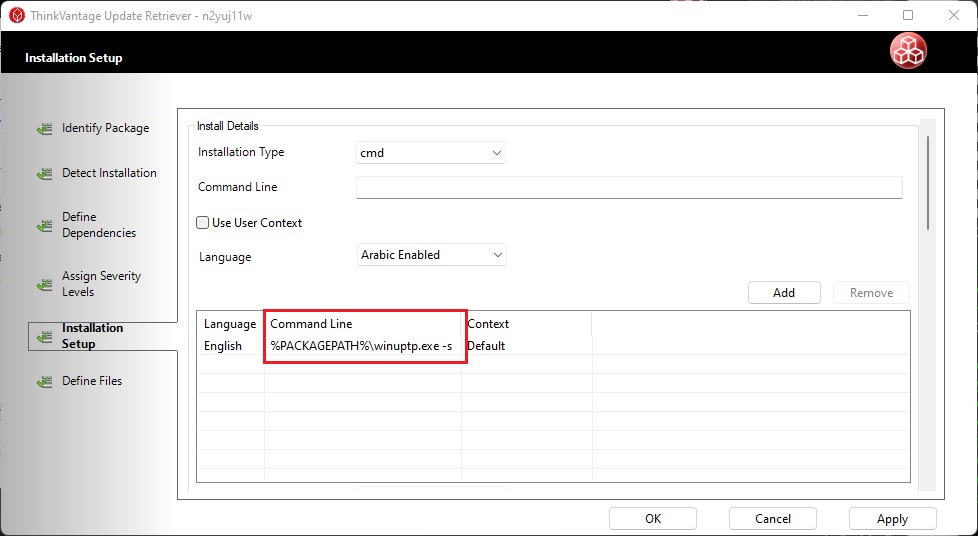 ThinkVantage Update Retriever - n2yuj11w
Installation Setup
Identify Package
Detect Installation
Define
Dependencies
Assign Severity
Levels
Installation
Setup
Define Files
Install Details
Installation Type
cmd
Command Line
Use User Context
Language
Arabic Enabled
Add
Remove
Language Command Line Context
English %PACKAGEPATH%\winuptp.exe -s Default
OK
Cancel
Apply